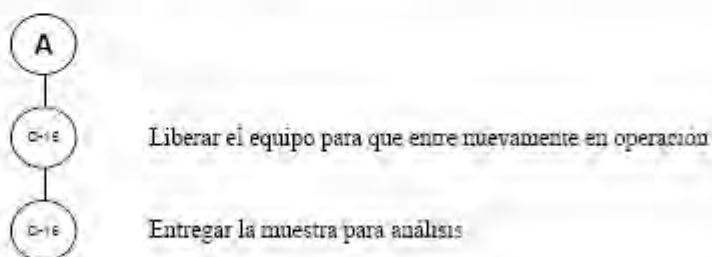 A
Liberar el equipo para que entre nuevamente en operación
Entregar la muestra para análisis